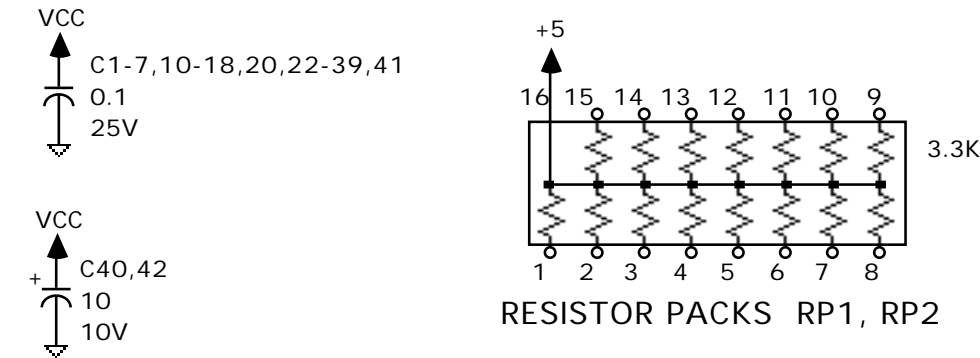 VCC
C1-7,10-18,20,22-39,41
0.1
25V
VCC
+
C40,42
10
10V
+5
16 15 14 13 12 11 10 9
3.3K
1 2 3 4 5 6 7 8
RESISTOR PACKS RP1, RP2